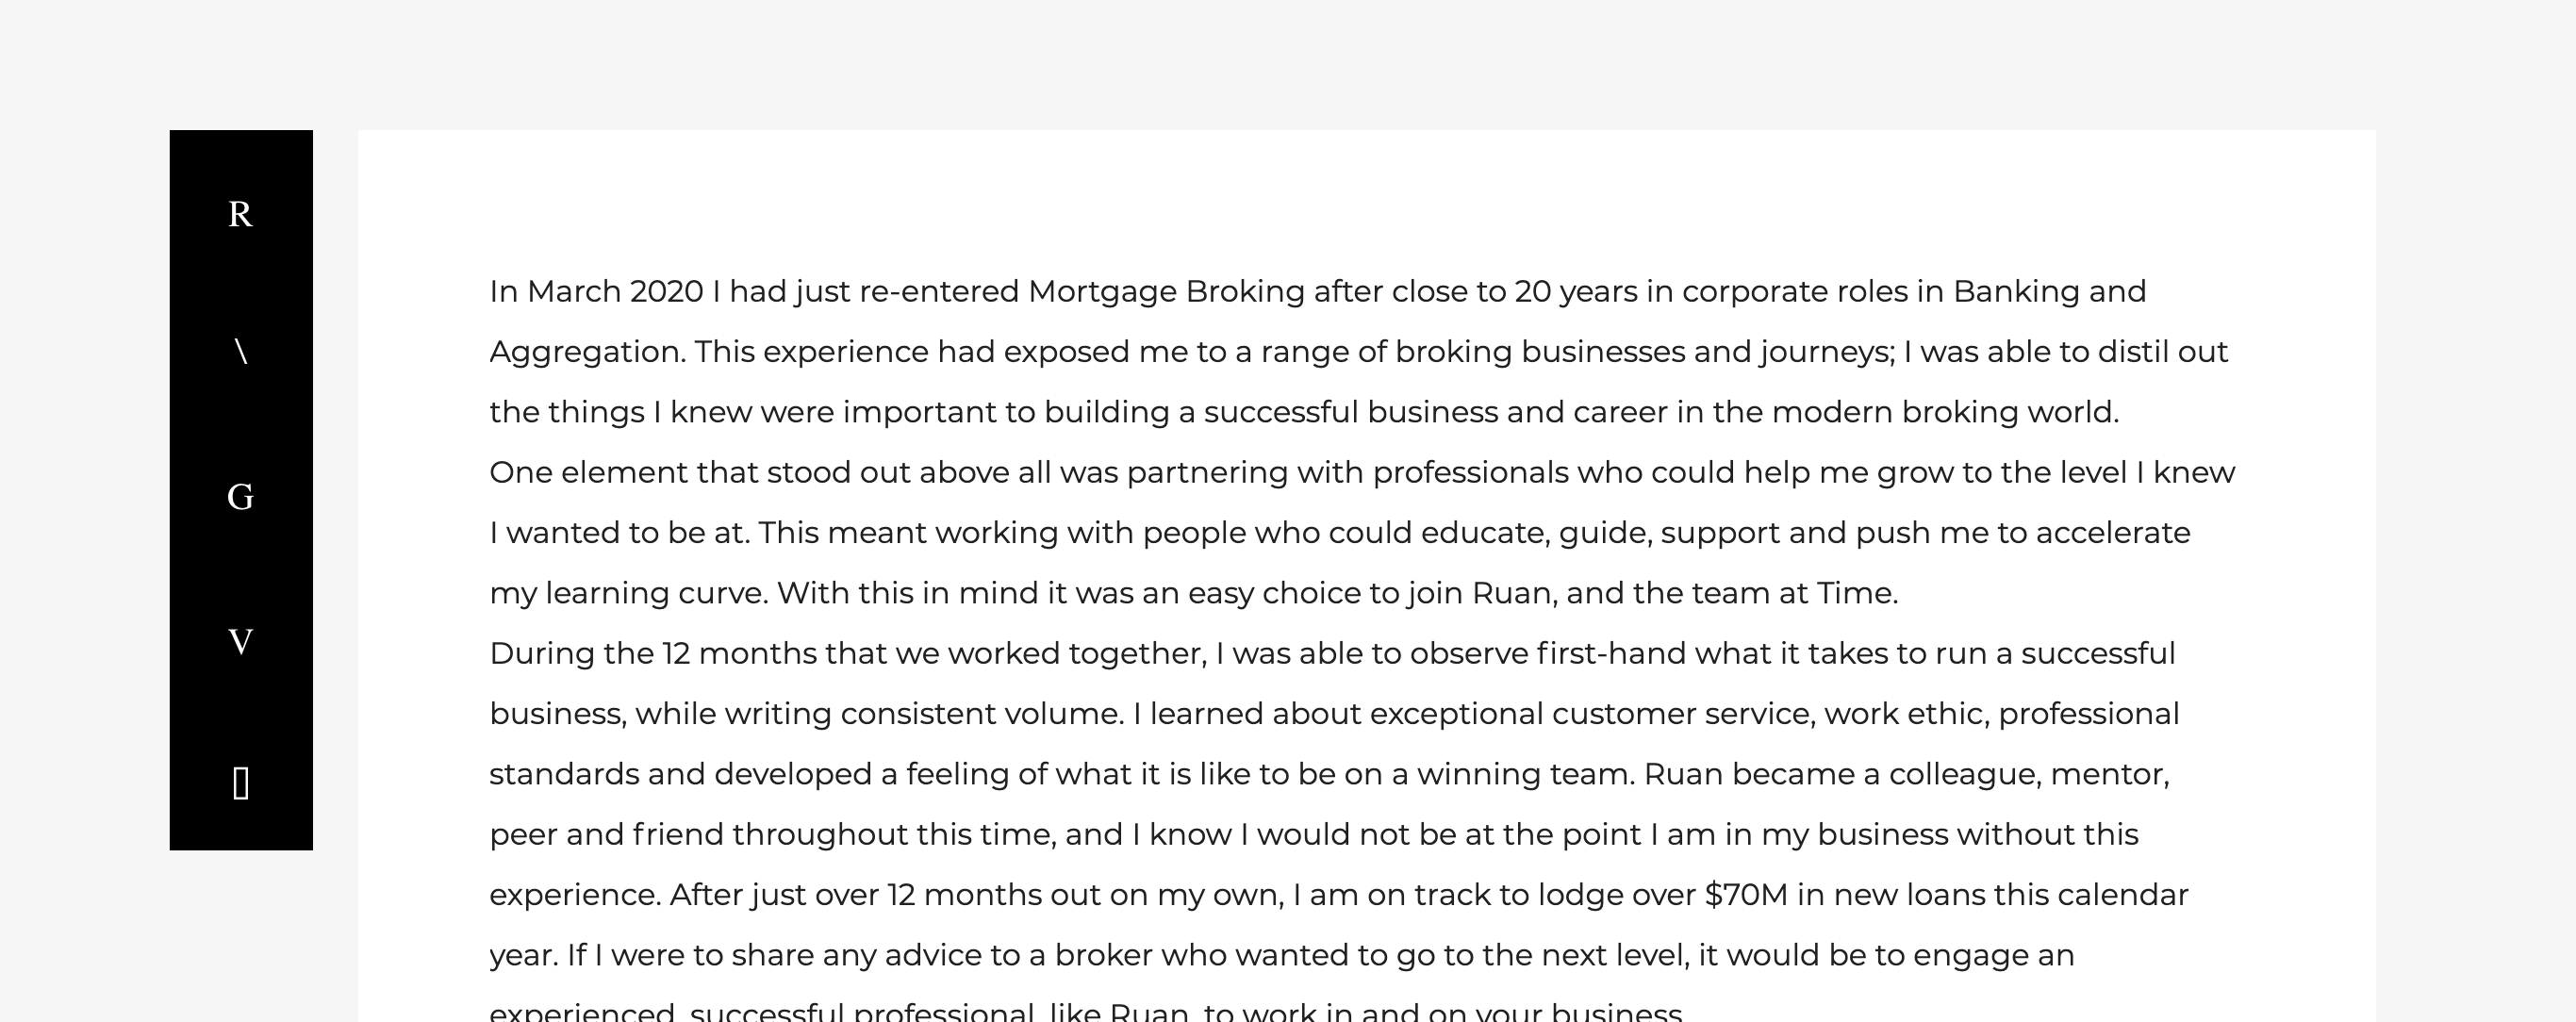 R
\
G
V
In March 2020 I had just re-entered Mortgage Broking after close to 20 years in corporate roles in Banking and
Aggregation. This experience had exposed me to a range of broking businesses and journeys; I was able to distil out
the things I knew were important to building a successful business and career in the modern broking world.
One element that stood out above all was partnering with professionals who could help me grow to the level I knew
I wanted to be at. This meant working with people who could educate, guide, support and push me to accelerate
my learning curve. With this in mind it was an easy choice to join Ruan, and the team at Time.
During the 12 months that we worked together, I was able to observe first-hand what it takes to run a successful
business, while writing consistent volume. I learned about exceptional customer service, work ethic, professional
standards and developed a feeling of what it is like to be on a winning team. Ruan became a colleague, mentor,
peer and friend throughout this time, and I know I would not be at the point I am in my business without this
experience. After just over 12 months out on my own, I am on track to lodge over $70M in new loans this calendar
year. If I were to share any advice to a broker who wanted to go to the next level, it would be to engage an
experienced, successful professional, like Ruan, to work in and on your business